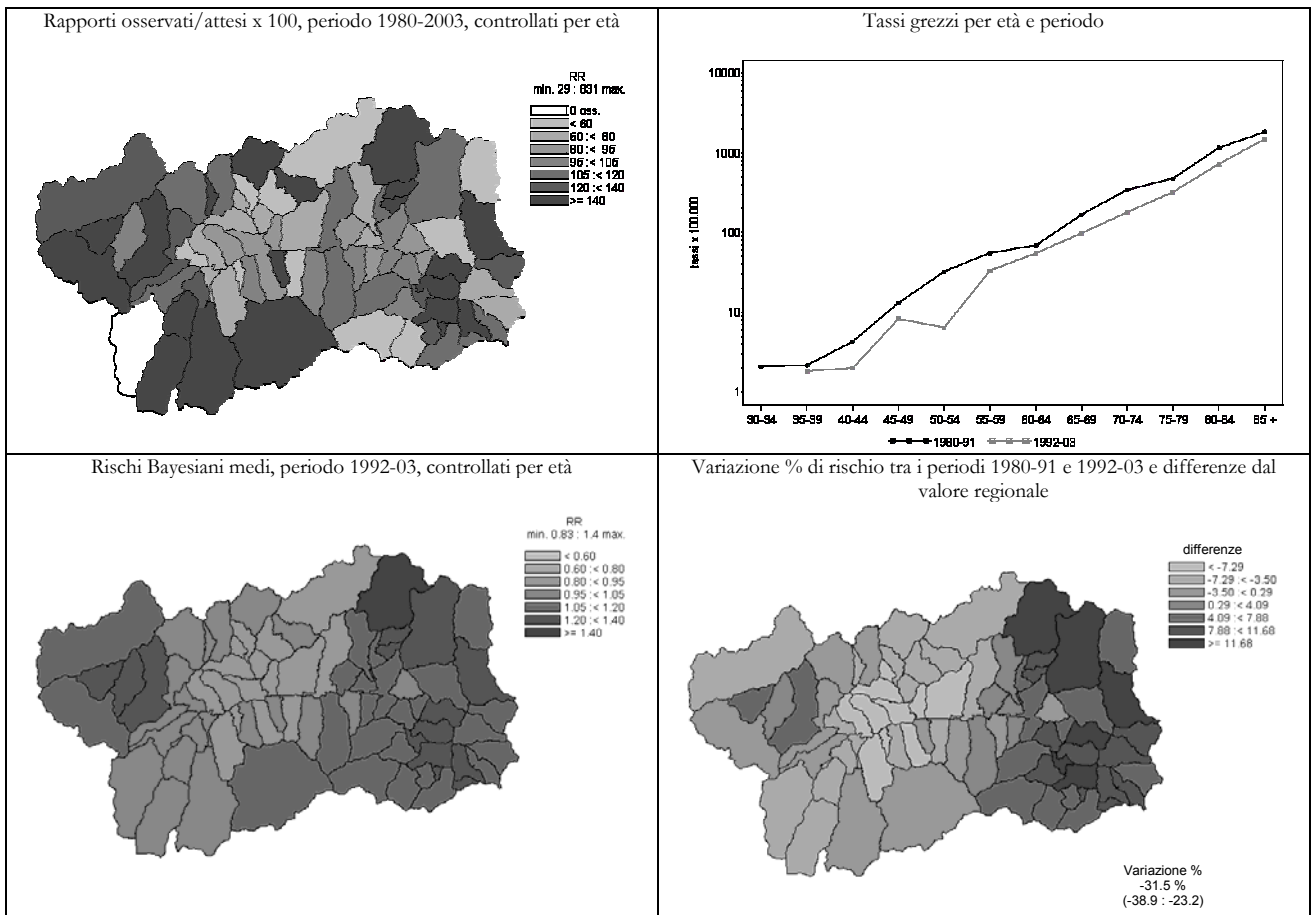 Rapporti osservati/attesi x 100, periodo 1980-2003, controllati per età
RR
min. 29 : 631 max.
0 oss.
< 60
60 :< 80
80 :< 95
95 :< 105
105 :< 120
120 :< 140
>= 140
Tassi grezzi per età e periodo
10000
1000
100
10
1
tassi x 100.000
30-34 35-39 40-44 45-49 50-54 55-59 60-64 65-69 70-74 75-79 80-84 85 +
1980-91 1992-03
Rischi Bayesiani medi, periodo 1992-03, controllati per età
RR
min. 0.83 : 1.4 max.
< 0.60
0.60 :< 0.80
0.80 :< 0.95
0.95 :< 1.05
1.05 :< 1.20
1.20 :< 1.40
>= 1.40
Variazione % di rischio tra i periodi 1980-91 e 1992-03 e differenze dal
valore regionale
differenze
< -7.29
-7.29 :< -3.50
-3.50 :< 0.29
0.29 :< 4.09
4.09 :< 7.88
7.88 :< 11.68
>= 11.68
Variazione %
-31.5 %
(-38.9 : -23.2)